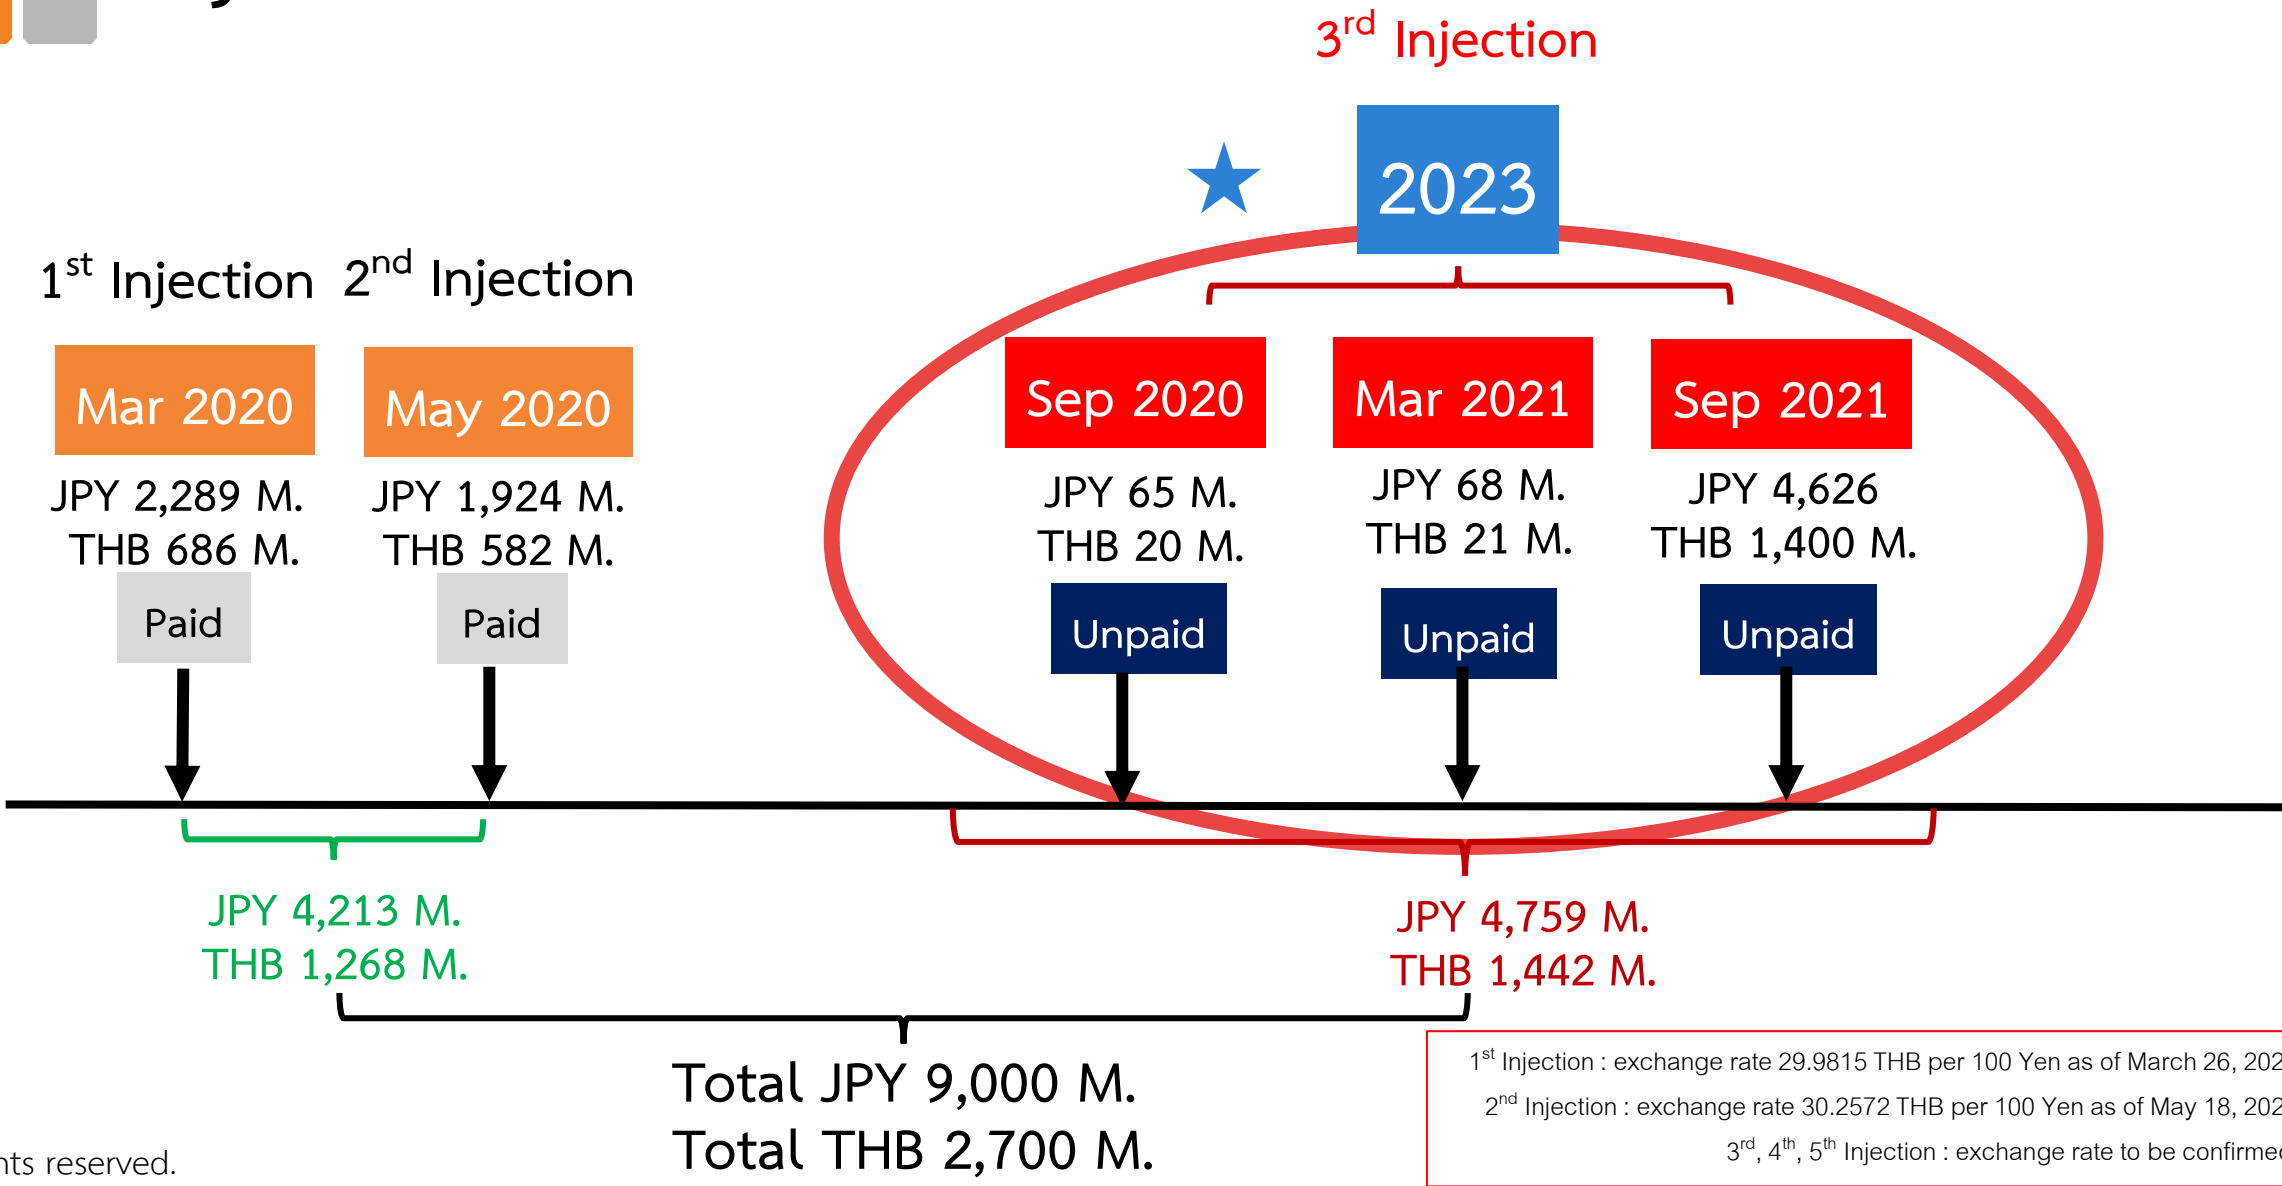 3rd Injection
2023
1st Injection
2nd Injection
Mar 2020
May 2020
Sep 2020
Mar 2021
Sep 2021
JPY 2,289 M.
THB 686 M.
JPY 1,924 M.
THB 582 M.
JPY 65 M.
THB 20 M.
JPY 68 M.
THB 21 M.
JPY 4,626
THB 1,400 M.
Paid
Paid
Unpaid
Unpaid
Unpaid
JPY 4,213 M.
THB 1,268 M.
JPY 4,759 M.
THB 1,442 M.
Total JPY 9,000 M.
Total THB 2,700 M.
1st Injection : exchange rate 29.9815 THB per 100 Yen as of March 26, 202
2nd Injection : exchange rate 30.2572 THB per 100 Yen as of May 18, 202
3rd, 4th, 5th Injection : exchange rate to be confirmed
nts reserved.